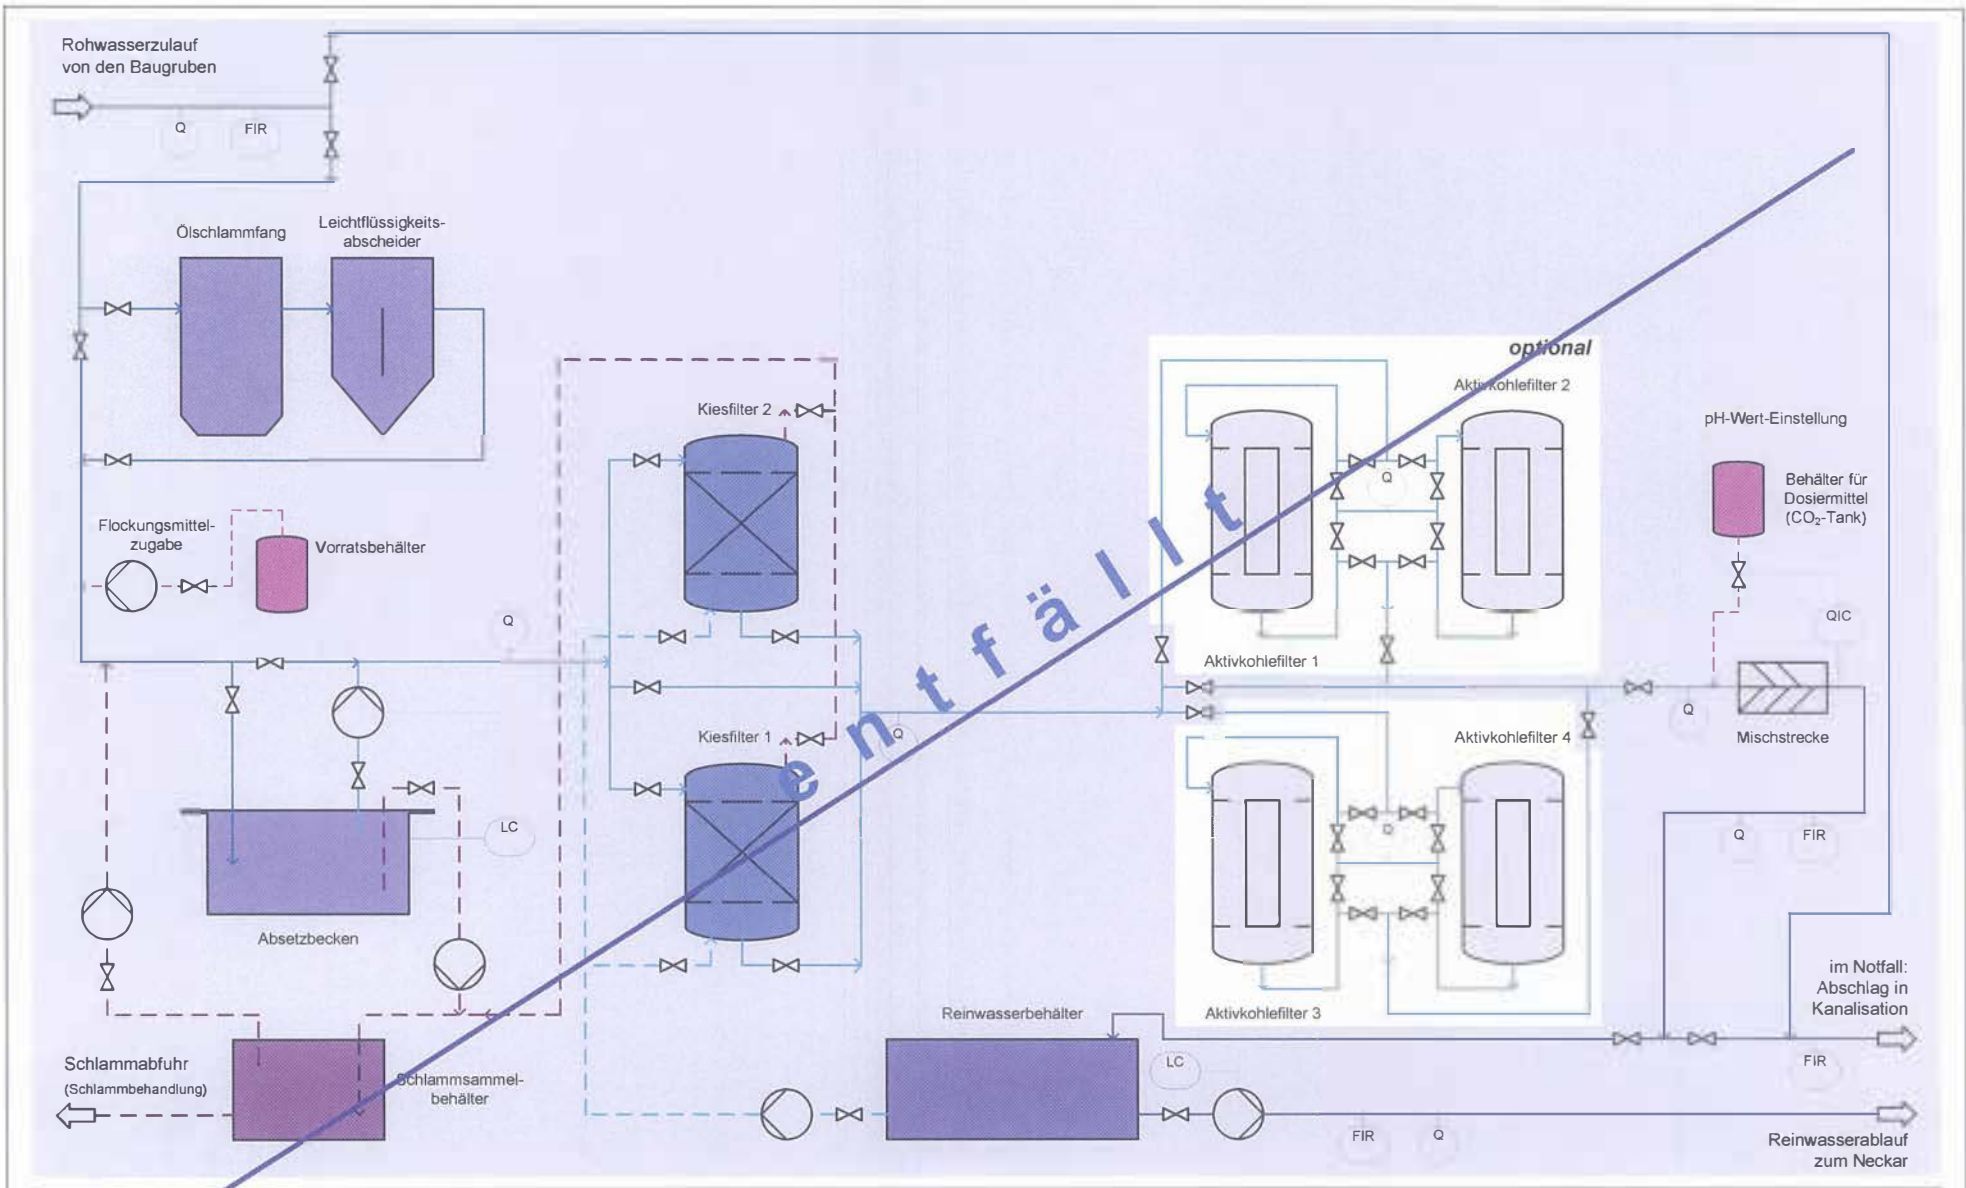 Rohwasserzulauf
von den Baugruben
Q
FIR
Ölschlammfang
Leichtflüssigkeits-
abscheider
optional
Kiesfilter 2
Aktivkohlefilter 2
pH-Wert-Einstellung
Behälter für
Dosiermittel
(CO₂-Tank)
Q
Flockungsmittel-
zugabe
Vorratsbehälter
Q
QIC
entfällt
Aktivkohlefilter 1
Q
Kiesfilter 1
Q
Aktivkohlefilter 4
Mischstrecke
LC
Q
Q
FIR
Absetzbecken
im Notfall:
Abschlag in
Kanalisation
Reinwasserbehälter
Aktivkohlefilter 3
Schlammabfuhr
(Schlammbehandlung)
Schlammsammel-
behälter
LC
FIR
FIR
Q
Reinwasserablauf
zum Neckar